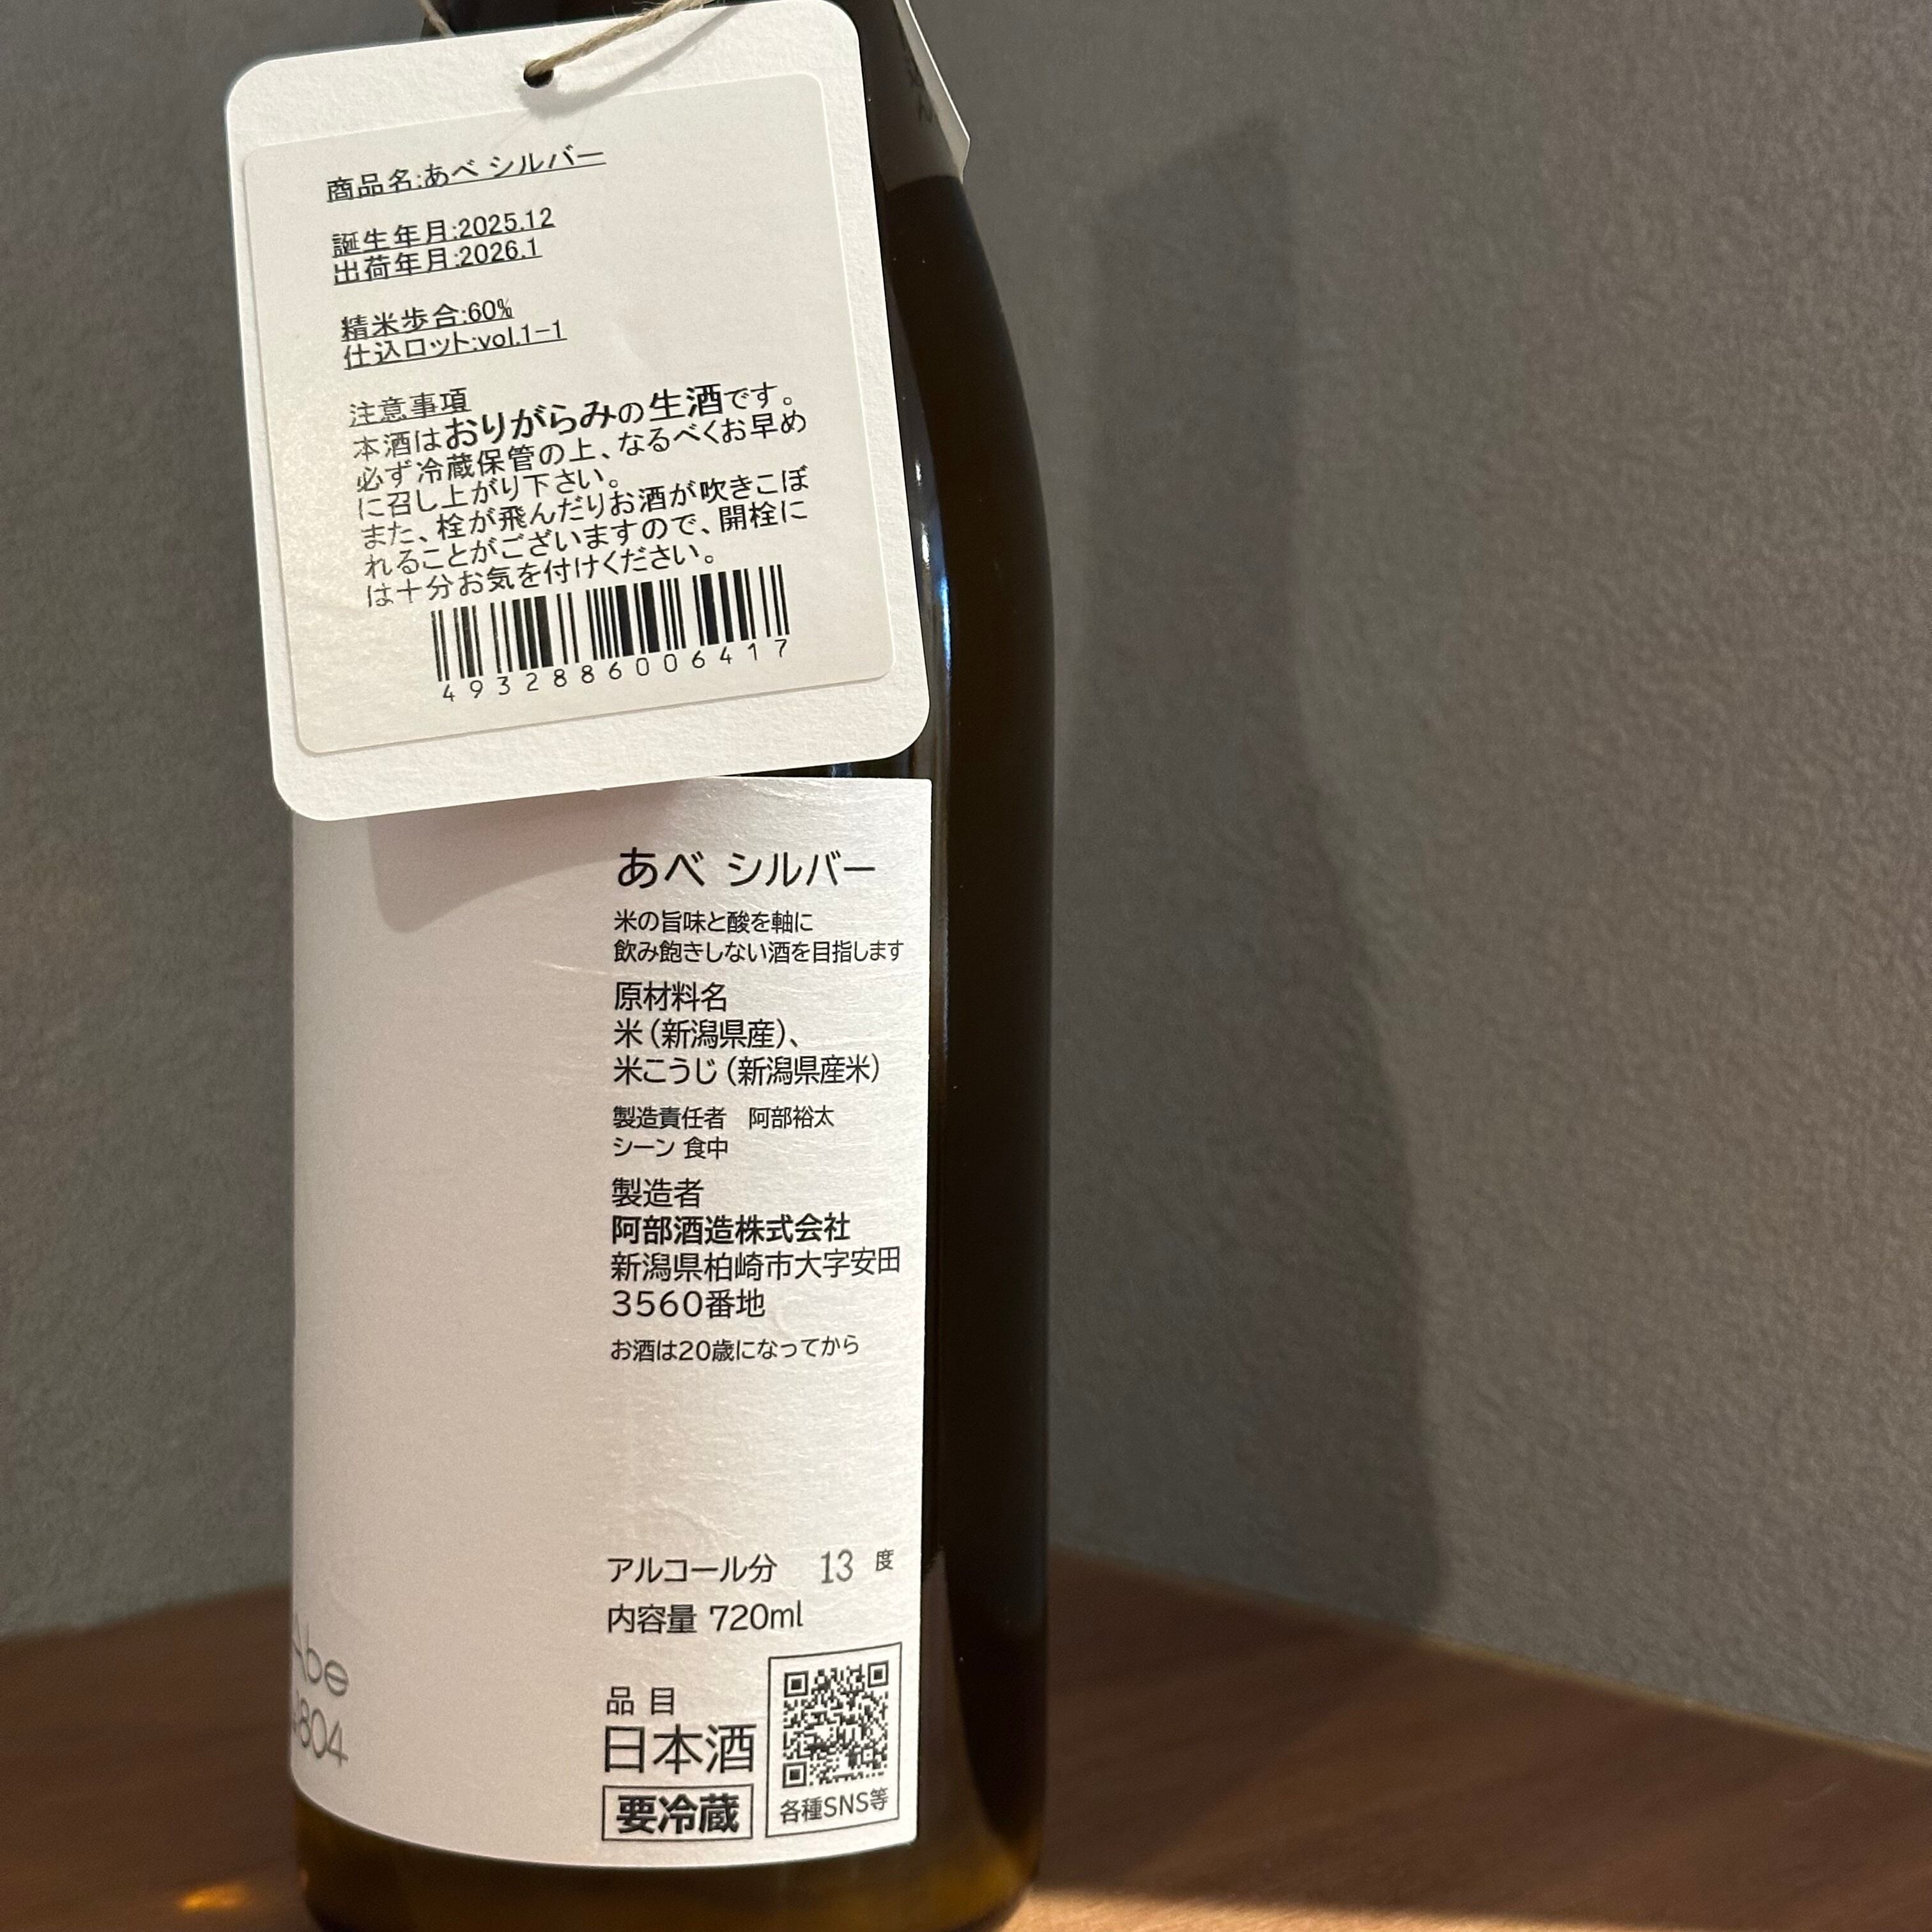 商品名:あべ シルバー
誕生年月:2025.12
出荷年月:2026.1
精米歩合:60%
仕込ロット:vol.1-1
注意事項
本酒はおりがらみの生酒です。
必ず冷蔵保管の上、なるべくお早め
に召し上がり下さい。
また、栓が飛んだりお酒が吹きこぼ
れることがございますので、開栓に
は十分お気を付けください。
4932886006417
あべ シルバー
米の旨味と酸を軸に
飲み飽きしない酒を目指します
原材料名
米（新潟県産）、
米こうじ（新潟県産米）
製造責任者　阿部裕太
シーン 食中
製造者
阿部酒造株式会社
新潟県柏崎市大字安田
3560番地
お酒は20歳になってから
アルコール分 13 度
内容量 720ml
品目
日本酒
要冷蔵
各種SNS等
Abe
804